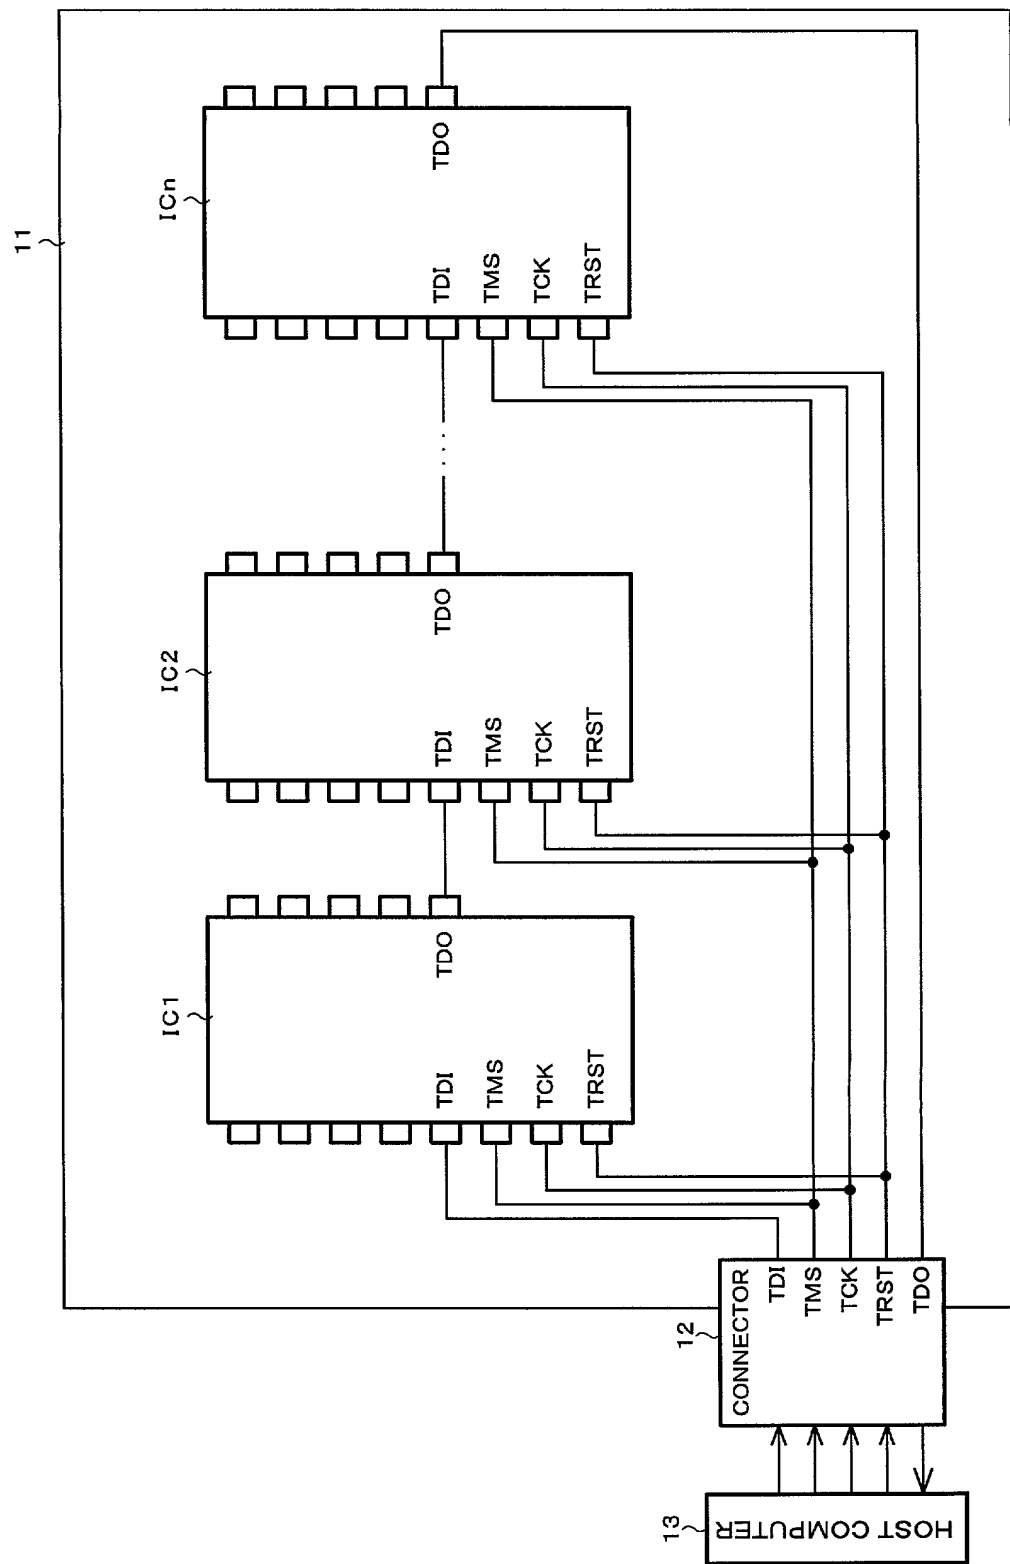 11
IC1
TDI
TMS
TCK
TRST
TDO
IC2
TDI
TMS
TCK
TRST
TDO
...
ICn
TDI
TMS
TCK
TRST
TDO
12
CONNECTOR
TDI
TMS
TCK
TRST
TDO
13
HOST COMPUTER